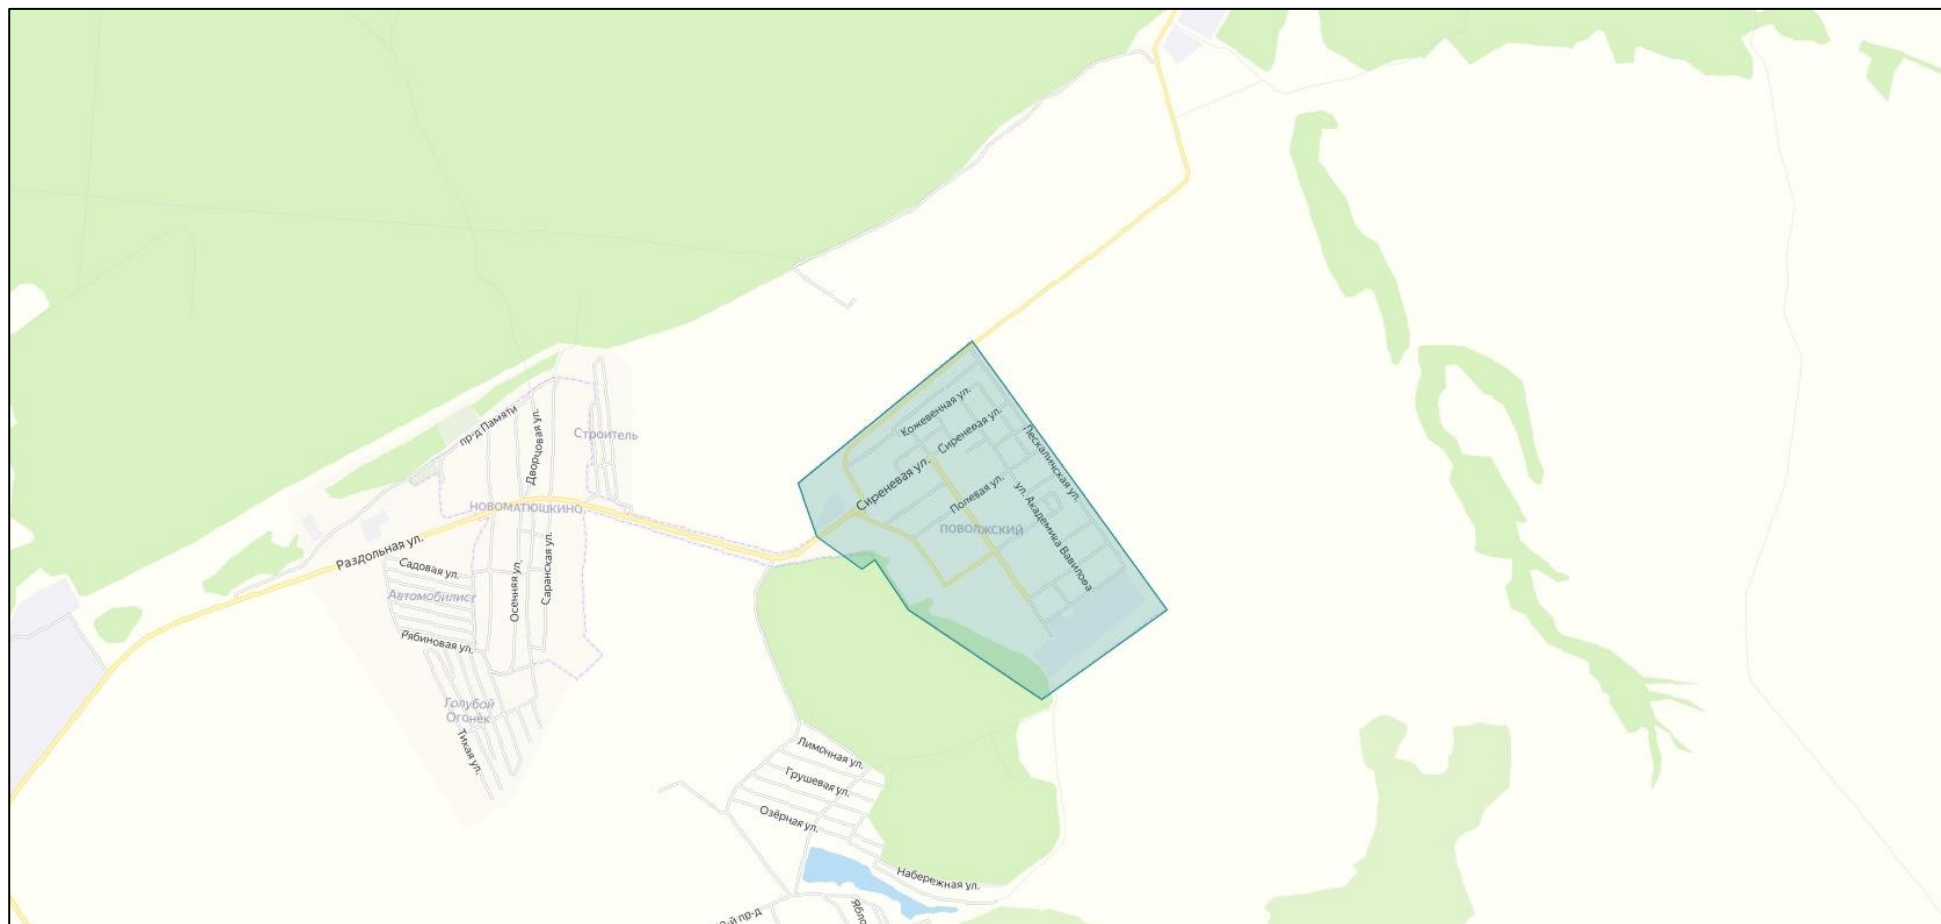 Кожевенная ул.
Сиреневая ул.
Лескалинская ул.
пр-д Памяти
Дворцовая ул.
Строитель
Сиреневая ул.
Полевая ул.
ул. Академика Вавилова
НОВОМАТЮШКИНО
ПОВОЛЖСКИЙ
Раздольная ул.
Садовая ул.
Автомобилист
Осенняя ул.
Саранская ул.
Рябиновая ул.
Голубой
Огонёк
Тихая ул.
Лимонная ул.
Грушевая ул.
Озёрная ул.
Набережная ул.
й пр-д
Ябло